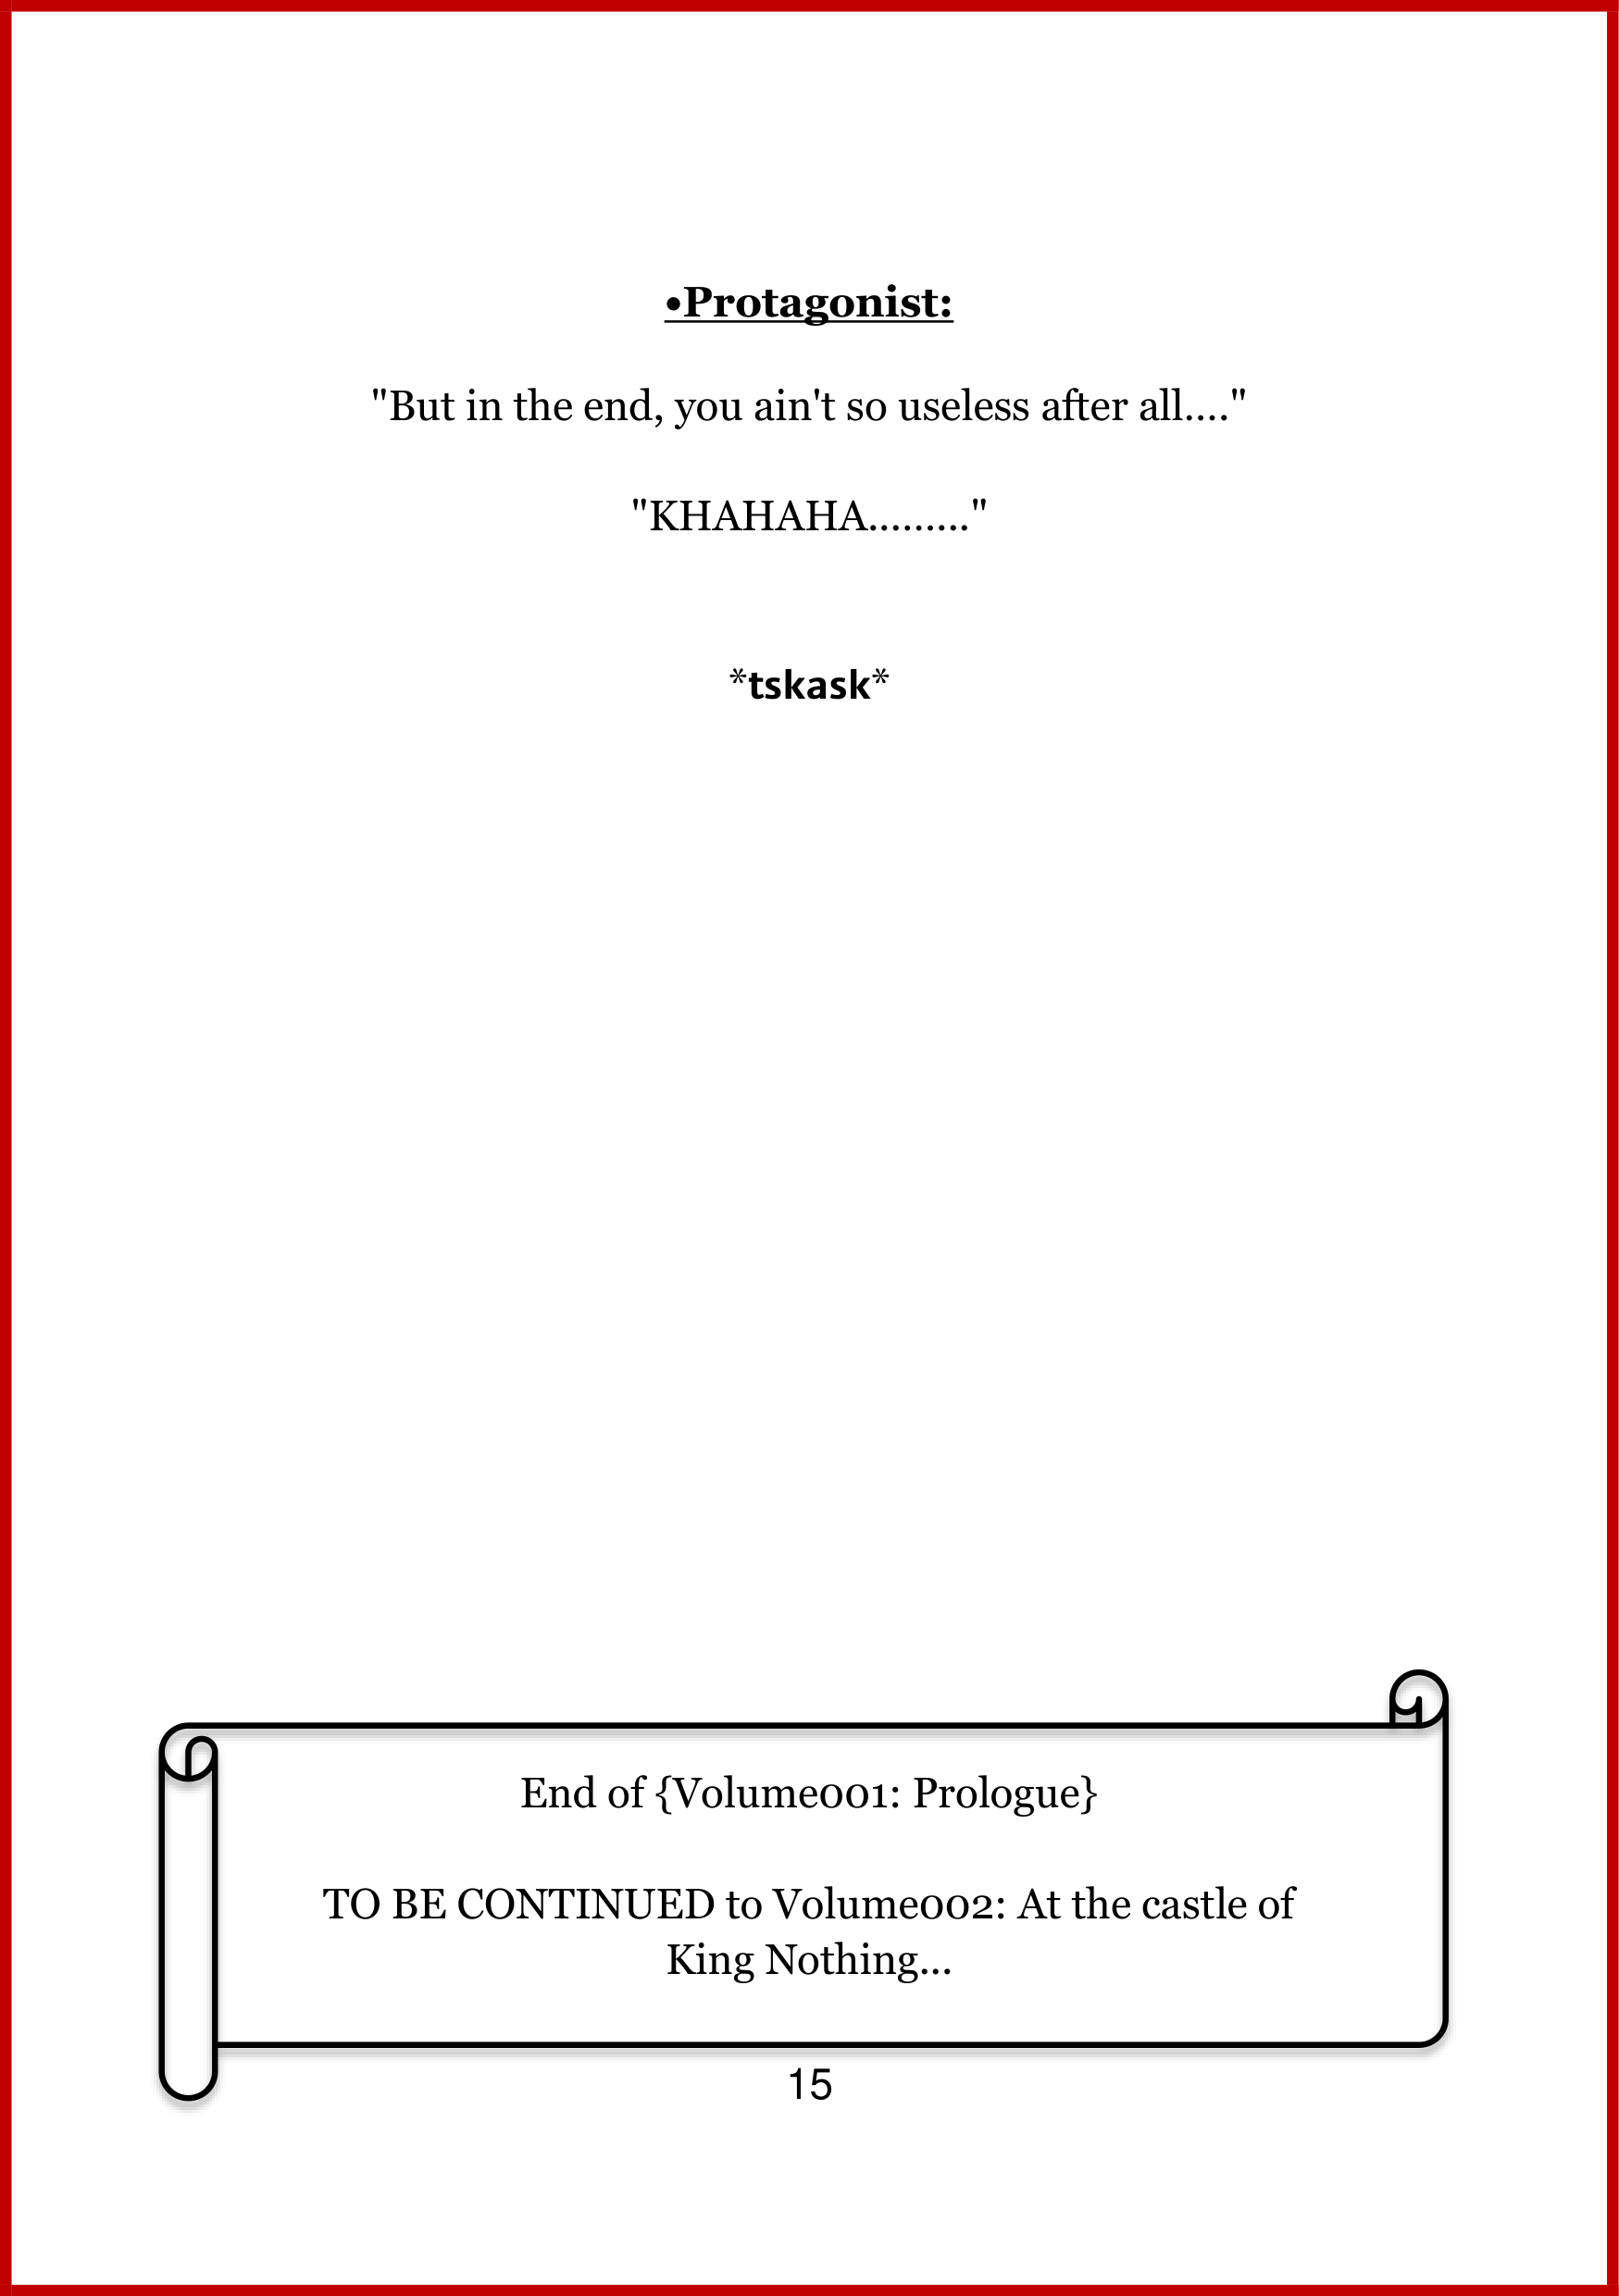 •Protagonist:
"But in the end, you ain't so useless after all...."
"KHAHAHA........."
*tskask*
End of {Volume001: Prologue}
TO BE CONTINUED to Volume002: At the castle of
King Nothing...
15